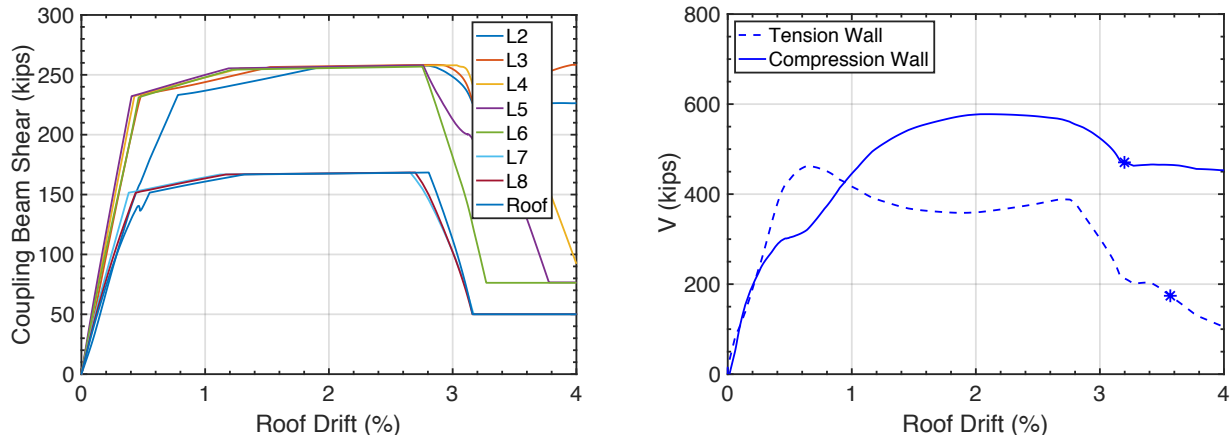 300
250
200
150
100
50
0
Coupling Beam Shear (kips)
L2
L3
L4
L5
L6
L7
L8
Roof
0 1 2 3 4
Roof Drift (%)
800
600
400
200
0
V (kips)
Tension Wall
Compression Wall
0 1 2 3 4
Roof Drift (%)